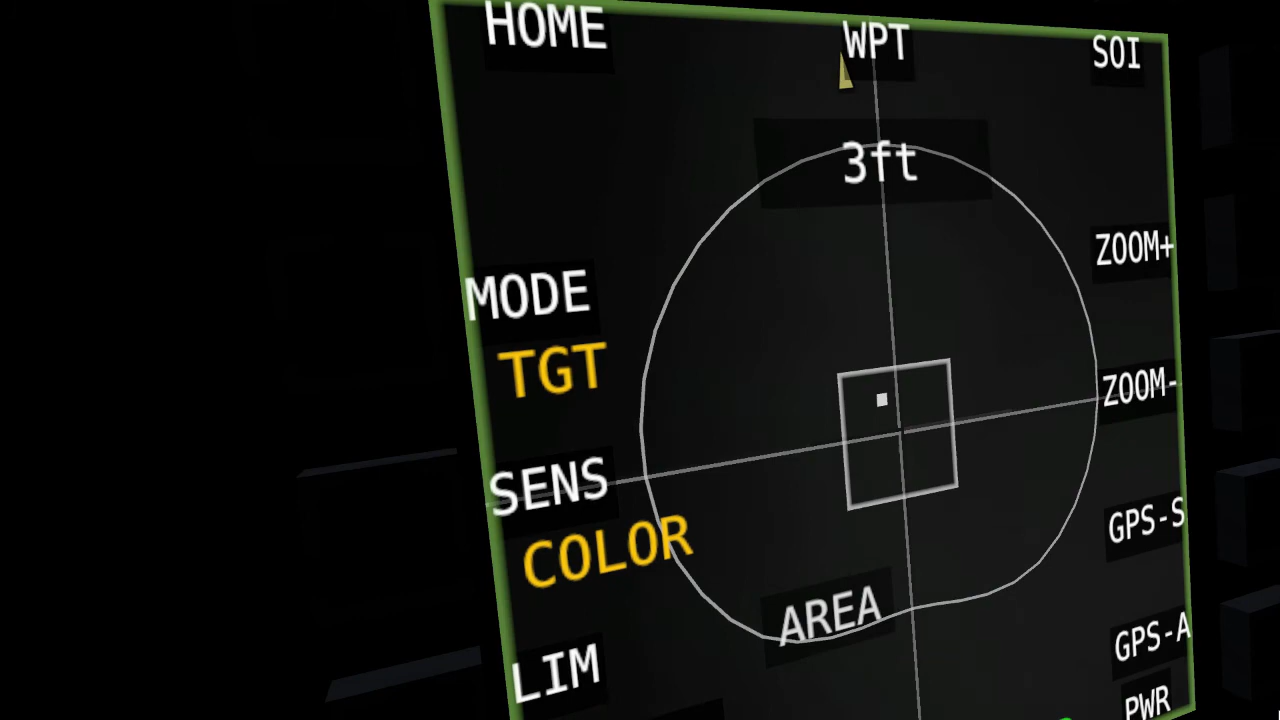 HOME
WPT
SOI
3ft
ZOOM+
MODE
TGT
ZOOM-
SENS
COLOR
GPS-S
AREA
GPS-A
LIM
PWR